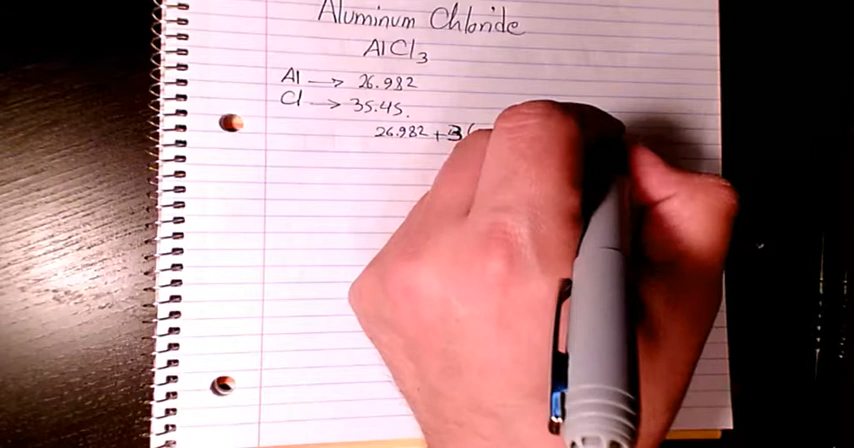 Aluminum Chloride
AlCl₃
Al → 26.982
Cl → 35.45.
26.982 + 3(